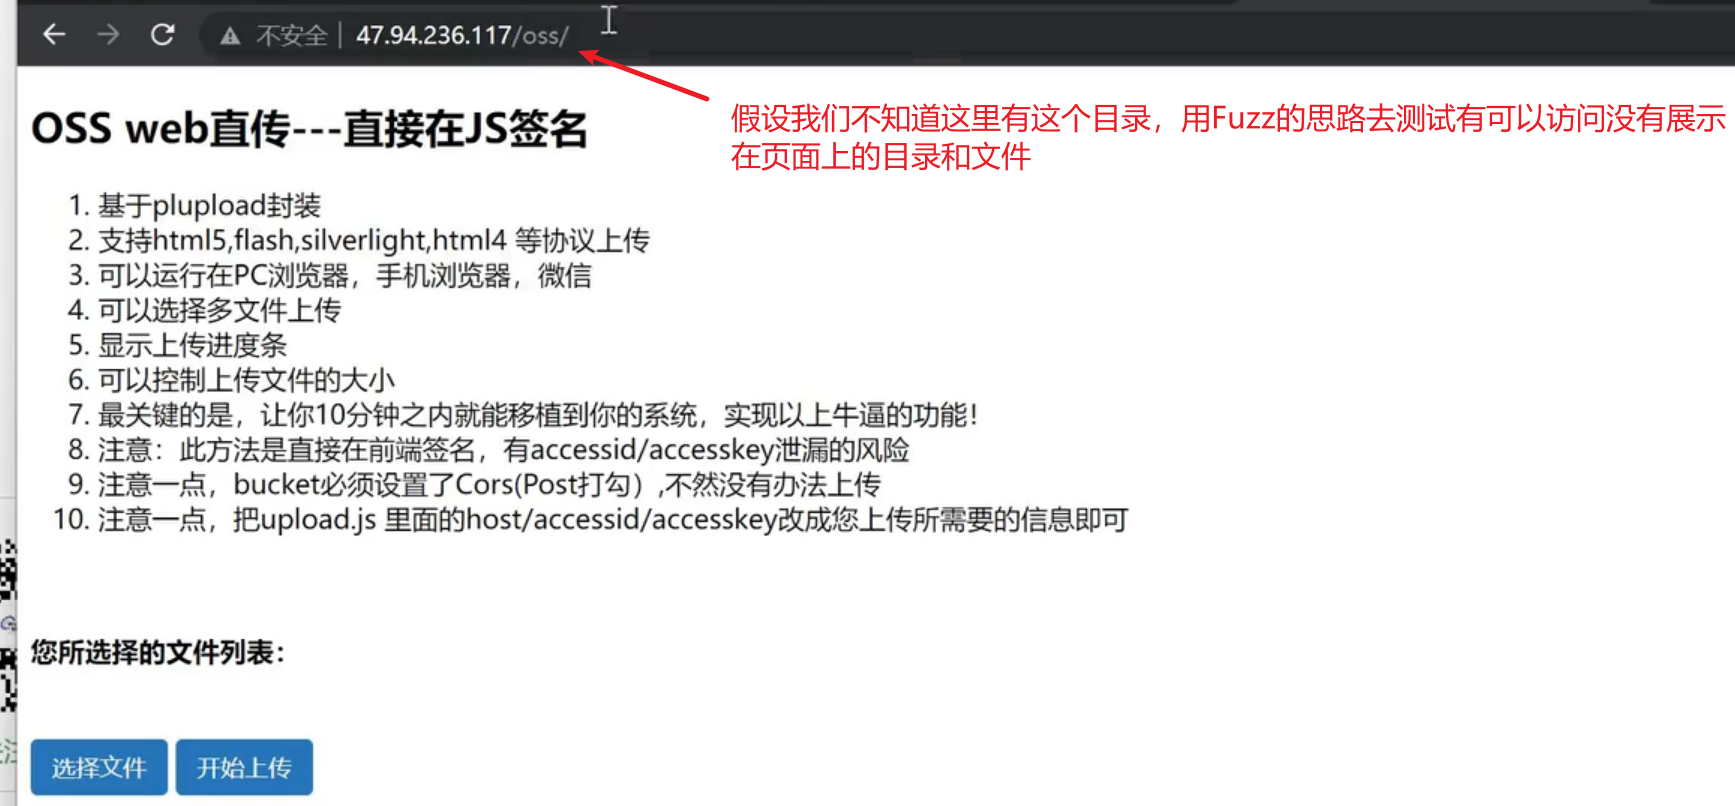 不安全 | 47.94.236.117/oss/
假设我们不知道这里有这个目录，用Fuzz的思路去测试有可以访问没有展示
在页面上的目录和文件
OSS web直传---直接在JS签名
1. 基于plupload封装
2. 支持html5,flash,silverlight,html4 等协议上传
3. 可以运行在PC浏览器，手机浏览器，微信
4. 可以选择多文件上传
5. 显示上传进度条
6. 可以控制上传文件的大小
7. 最关键的是，让你10分钟之内就能移植到你的系统，实现以上牛逼的功能！
8. 注意：此方法是直接在前端签名，有accessid/accesskey泄漏的风险
9. 注意一点，bucket必须设置了Cors(Post打勾）,不然没有办法上传
10. 注意一点，把upload.js 里面的host/accessid/accesskey改成您上传所需要的信息即可
您所选择的文件列表：
选择文件
开始上传